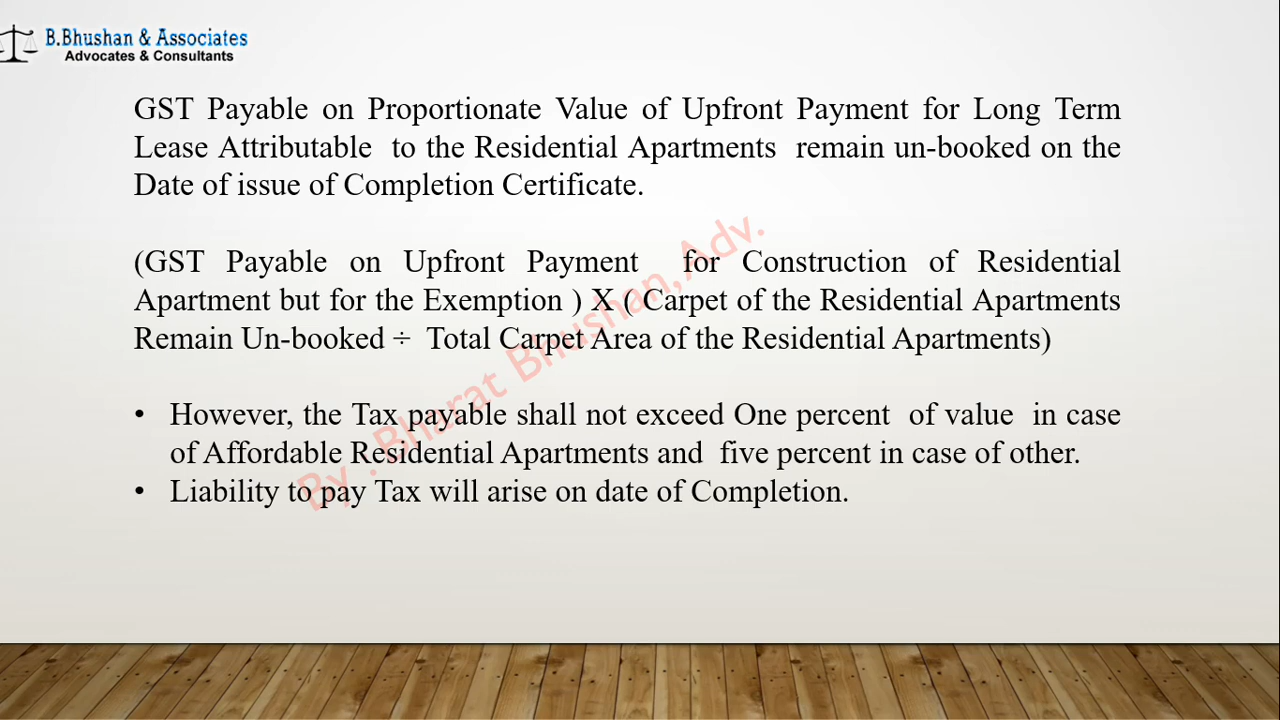 B.Bhushan & Associates
Advocates & Consultants
GST Payable on Proportionate Value of Upfront Payment for Long Term
Lease Attributable to the Residential Apartments remain un-booked on the
Date of issue of Completion Certificate.
(GST Payable on Upfront Payment for Construction of Residential
Apartment but for the Exemption ) X ( Carpet of the Residential Apartments
Remain Un-booked ÷ Total Carpet Area of the Residential Apartments)
• However, the Tax payable shall not exceed One percent of value in case
of Affordable Residential Apartments and five percent in case of other.
• Liability to pay Tax will arise on date of Completion.
By . Bharat Bhushan,Adv.